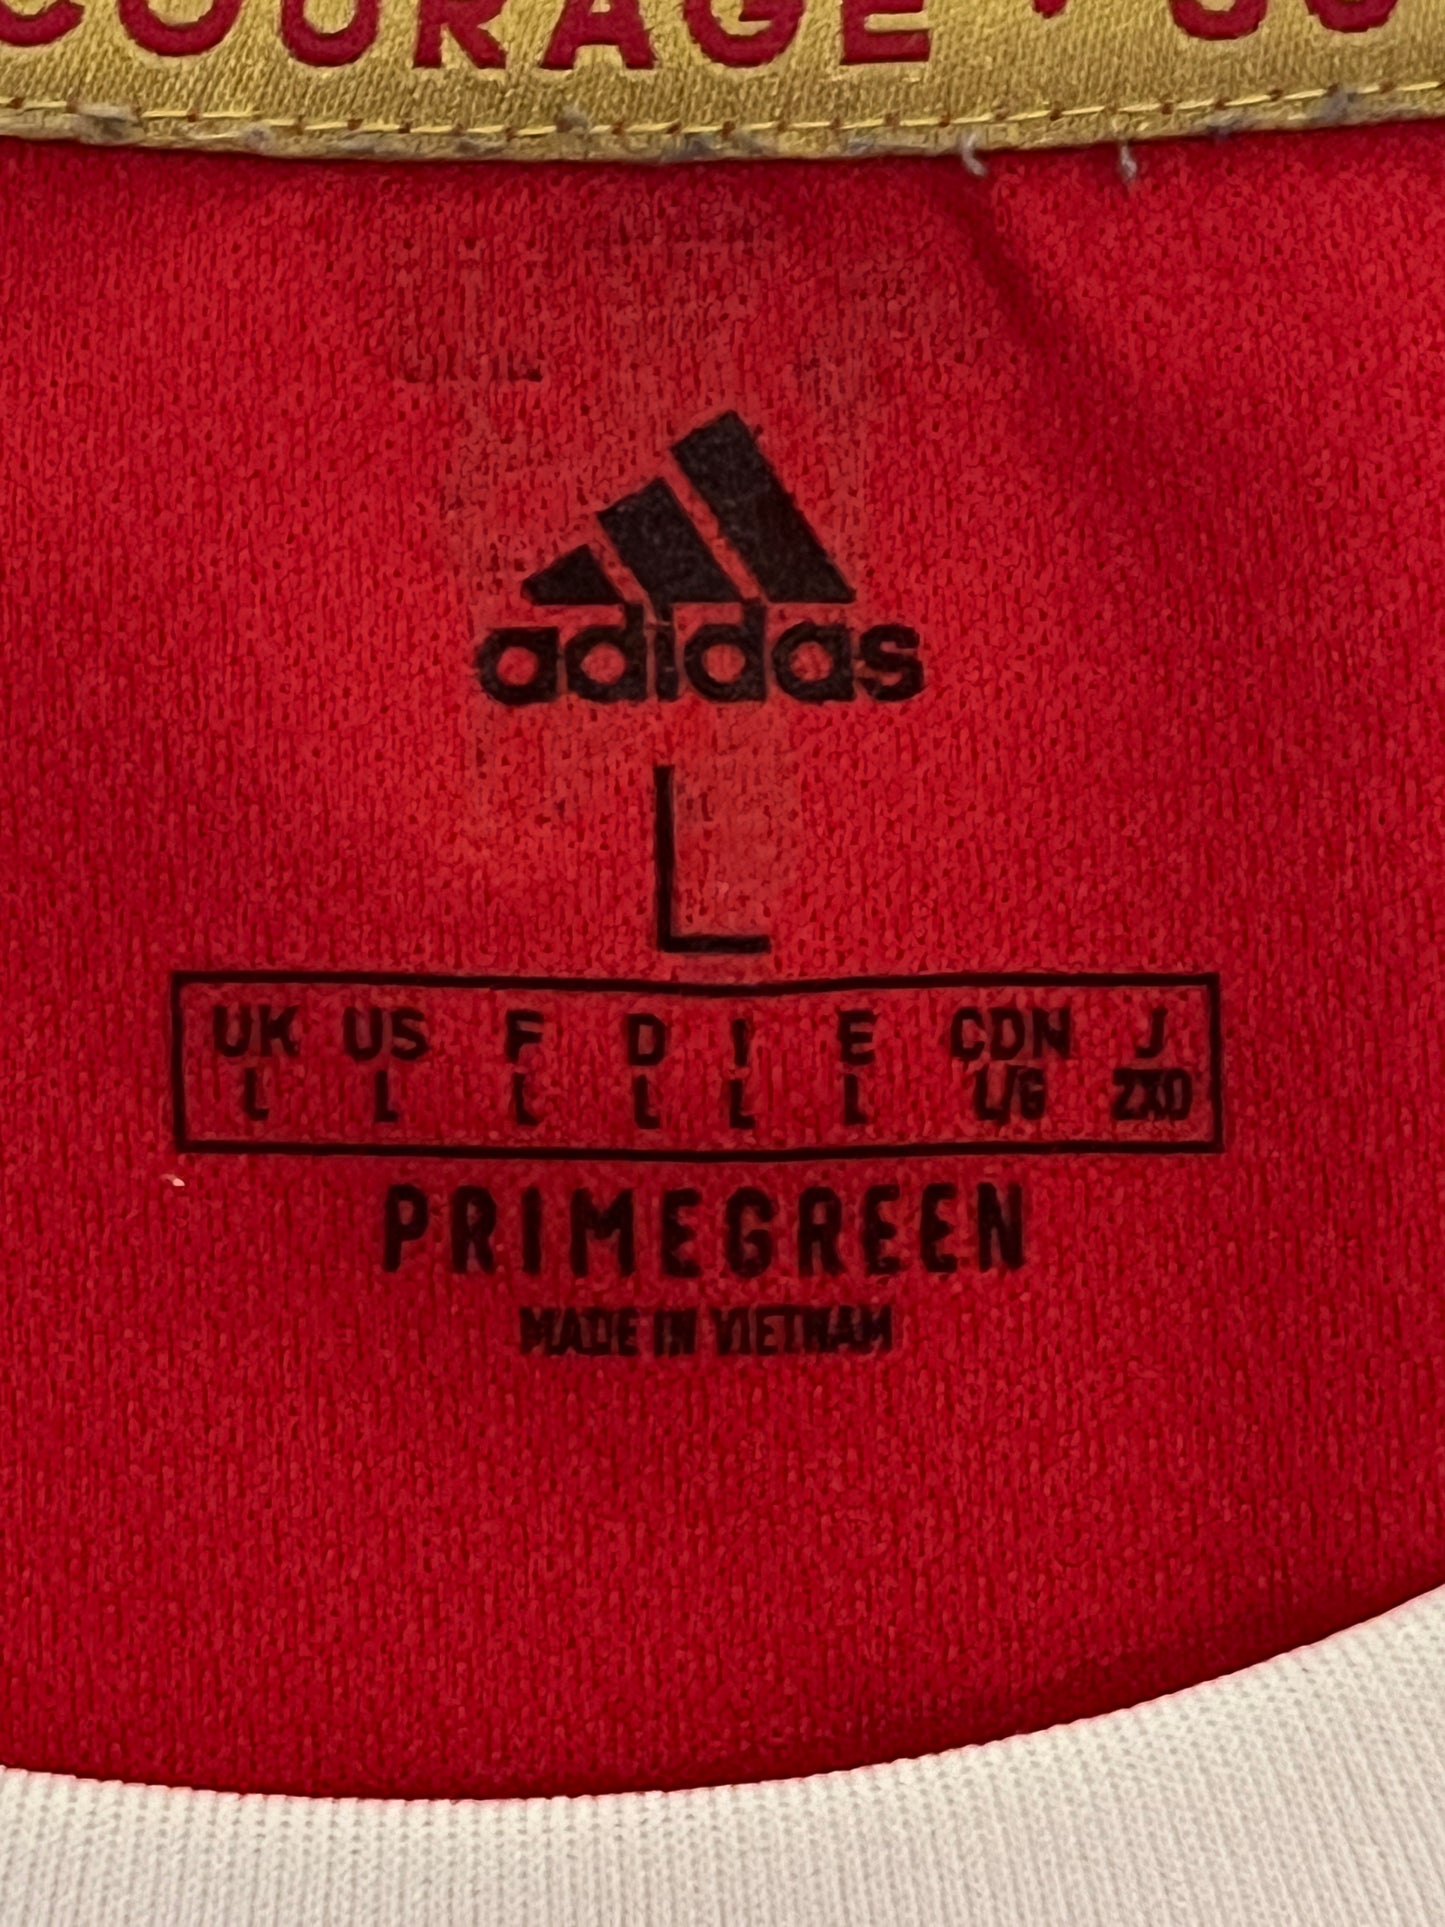 COURAGE ·
adidas
L
UK US F D I E CDN J
L L L L L L L/G 2XO
PRIMEGREEN
MADE IN VIETNAM